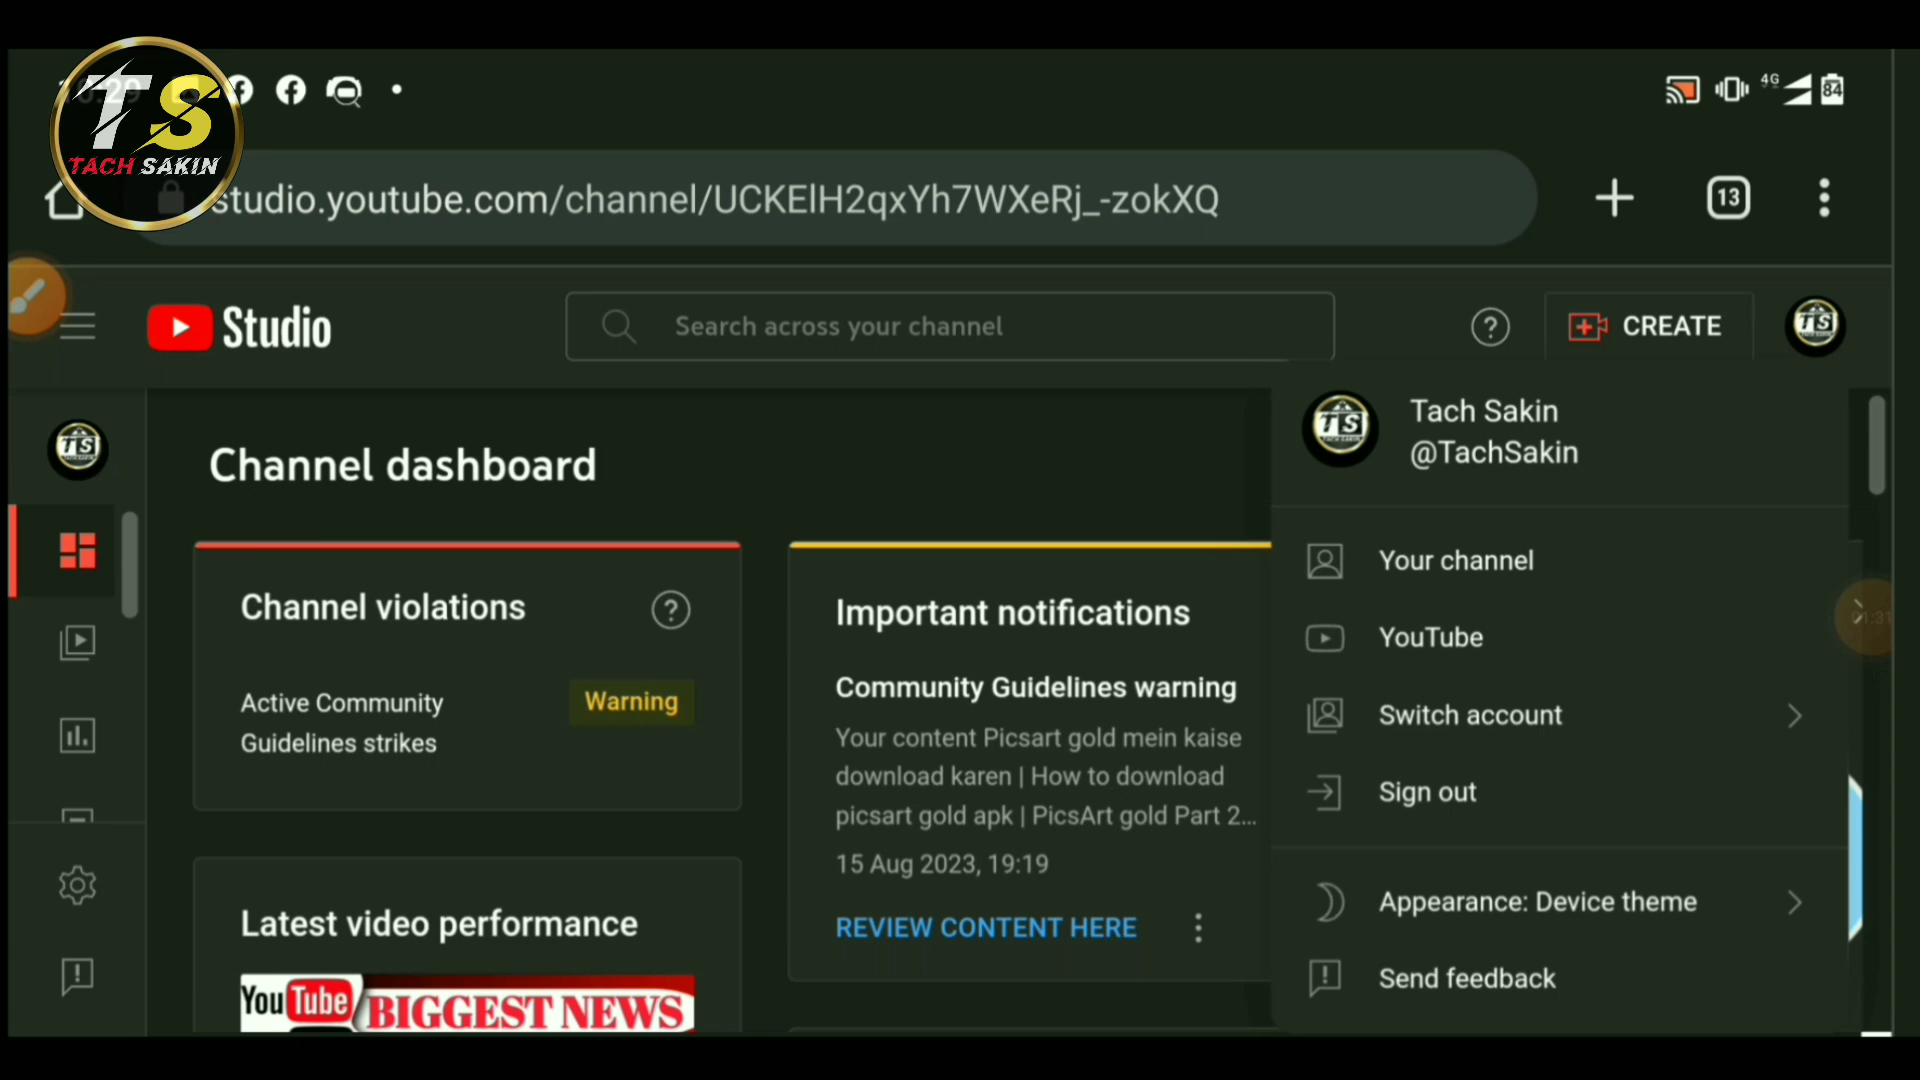 TS
TACH SAKIN
4G
84
studio.youtube.com/channel/UCKElH2qxYh7WXeRj_-zokXQ
13
Studio
Search across your channel
CREATE
TS
Tach Sakin
@TachSakin
Channel dashboard
Channel violations
Active Community
Guidelines strikes
Warning
Important notifications
Community Guidelines warning
Your content Picsart gold mein kaise
download karen | How to download
picsart gold apk | PicsArt gold Part 2...
15 Aug 2023, 19:19
REVIEW CONTENT HERE
Your channel
YouTube
Switch account
Sign out
Appearance: Device theme
Send feedback
Latest video performance
YouTube BIGGEST NEWS